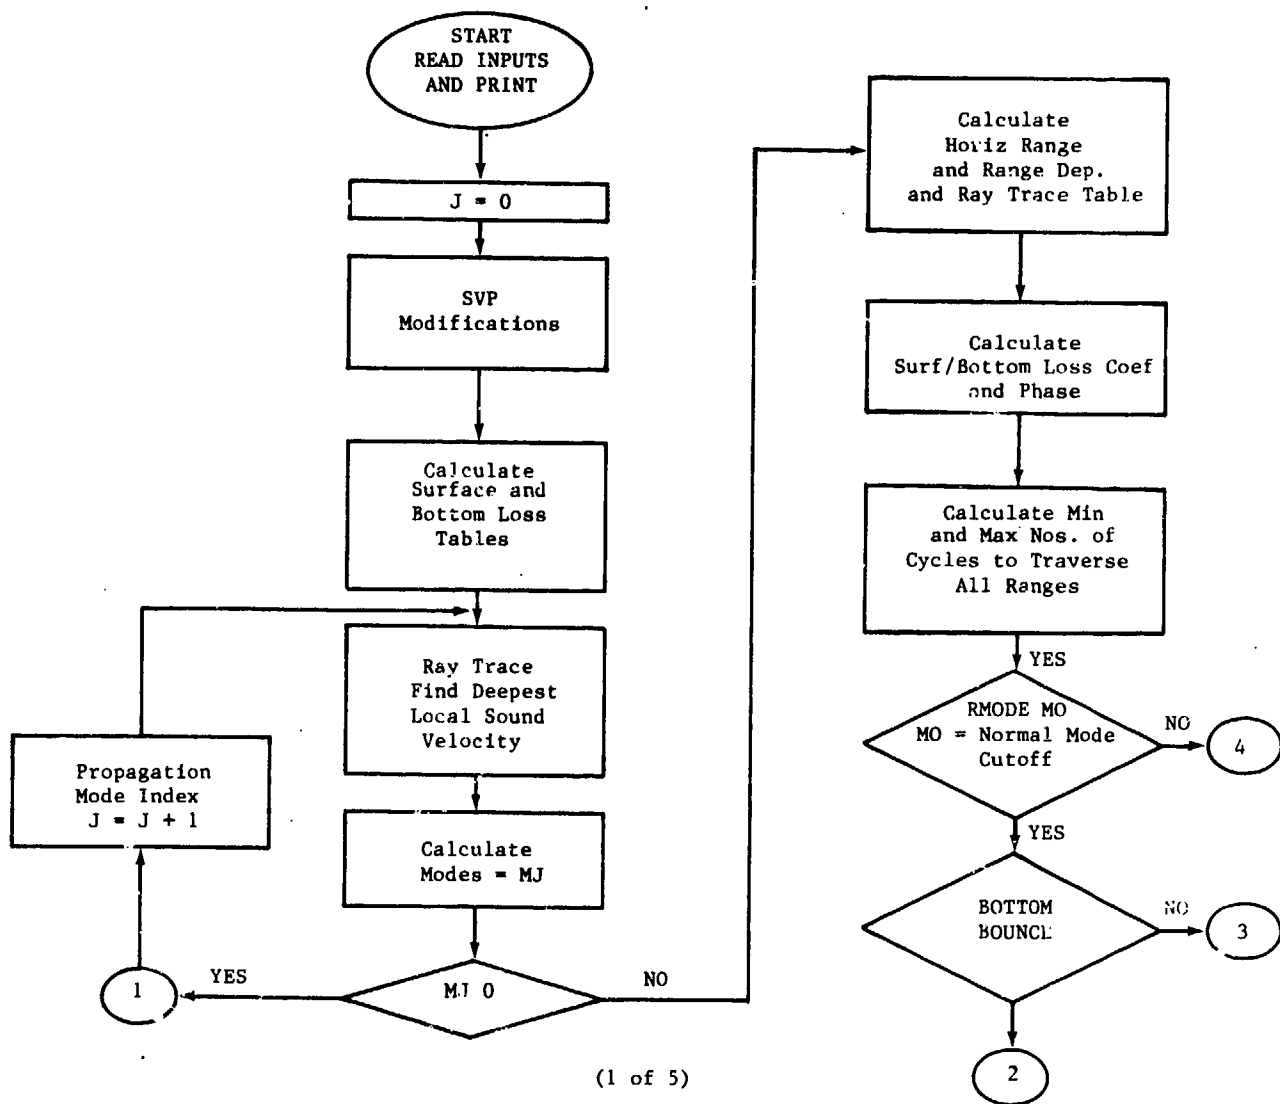 START
READ INPUTS
AND PRINT
J = 0
SVP
Modifications
Calculate
Surface and
Bottom Loss
Tables
Ray Trace
Find Deepest
Local Sound
Velocity
Propagation
Mode Index
J = J + 1
Calculate
Modes = MJ
1
YES
MJ 0
NO
Calculate
Horiz Range
and Range Dep.
and Ray Trace Table
Calculate
Surf/Bottom Loss Coef
and Phase
Calculate Min
and Max Nos. of
Cycles to Traverse
All Ranges
YES
RMODE MO
MO = Normal Mode
Cutoff
NO
4
YES
BOTTOM
BOUNCE
NO
3
2
(1 of 5)